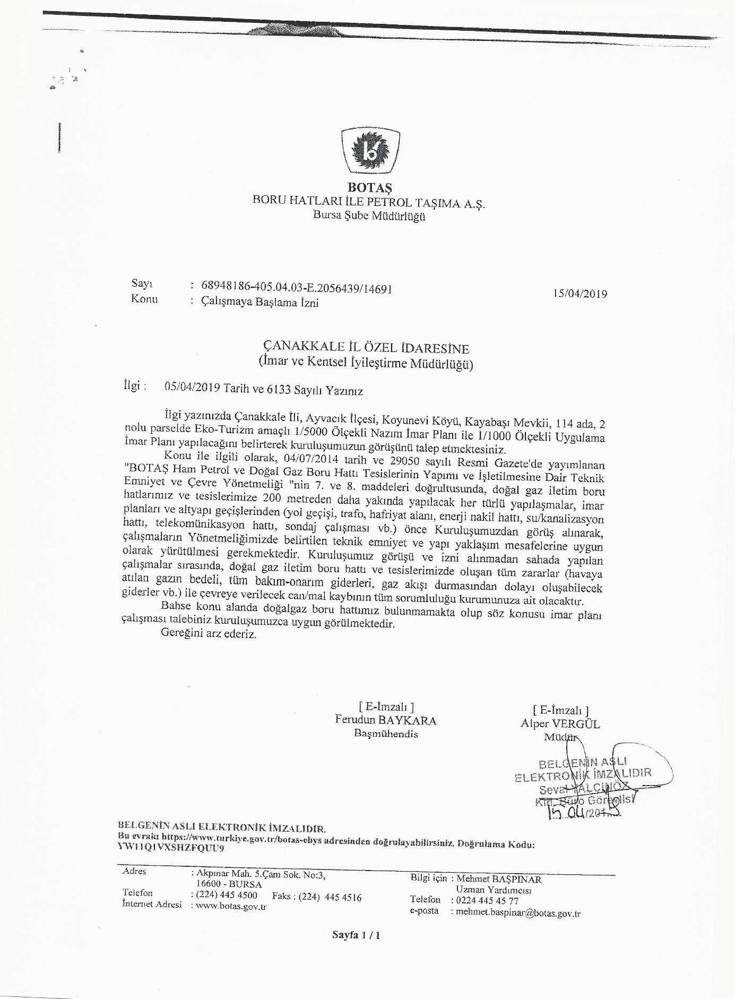 BOTAŞ
BORU HATLARI İLE PETROL TAŞIMA A.Ş.
Bursa Şube Müdürlüğü
Sayı : 68948186-405.04.03-E.2056439/14691 15/04/2019
Konu : Çalışmaya Başlama İzni
ÇANAKKALE İL ÖZEL İDARESİNE
(İmar ve Kentsel İyileştirme Müdürlüğü)
İlgi : 05/04/2019 Tarih ve 6133 Sayılı Yazınız
İlgi yazınızda Çanakkale İli, Ayvacık İlçesi, Koyunevi Köyü, Kayabaşı Mevkii, 114 ada, 2
nolu parselde Eko-Turizm amaçlı 1/5000 Ölçekli Nazım İmar Planı ile 1/1000 Ölçekli Uygulama
İmar Planı yapılacağını belirterek kuruluşumuzun görüşünü talep etmektesiniz.
Konu ile ilgili olarak, 04/07/2014 tarih ve 29050 sayılı Resmi Gazete'de yayımlanan
"BOTAŞ Ham Petrol ve Doğal Gaz Boru Hattı Tesislerinin Yapımı ve İşletilmesine Dair Teknik
Emniyet ve Çevre Yönetmeliği "nin 7. ve 8. maddeleri doğrultusunda, doğal gaz iletim boru
hatlarımız ve tesislerimize 200 metreden daha yakında yapılacak her türlü yapılaşmalar, imar
planları ve altyapı geçişlerinden (yol geçişi, trafo, hafriyat alanı, enerji nakil hattı, su/kanalizasyon
hattı, telekomünikasyon hattı, sondaj çalışması vb.) önce Kuruluşumuzdan görüş alınarak,
çalışmaların Yönetmeliğimizde belirtilen teknik emniyet ve yapı yaklaşım mesafelerine uygun
olarak yürütülmesi gerekmektedir. Kuruluşumuz görüşü ve izni alınmadan sahada yapılan
çalışmalar sırasında, doğal gaz iletim boru hattı ve tesislerimizde oluşan tüm zararlar (havaya
atılan gazın bedeli, tüm bakım-onarım giderleri, gaz akışı durmasından dolayı oluşabilecek
giderler vb.) ile çevreye verilecek can/mal kaybının tüm sorumluluğu kurumunuza ait olacaktır.
Bahse konu alanda doğalgaz boru hattımız bulunmamakta olup söz konusu imar planı
çalışması talebiniz kuruluşumuzca uygun görülmektedir.
Gereğini arz ederiz.
[ E-İmzalı ] [ E-İmzalı ]
Ferudun BAYKARA Alper VERGÜL
Başmühendis Müdür
BELGENİN ASLI
ELEKTRONİK İMZALIDIR
Seval YALÇINÖZ
Kıd. Büro Görevlisi
15.04/2019
BELGENİN ASLI ELEKTRONİK İMZALIDIR.
Bu evrakı https://www.turkiye.gov.tr/botas-ebys adresinden doğrulayabilirsiniz. Doğrulama Kodu:
YW11Q1VXSHZFQUU9
Adres : Akpınar Mah. 5.Çam Sok. No:3, Bilgi için : Mehmet BAŞPINAR
16600 - BURSA Uzman Yardımcısı
Telefon : (224) 445 4500 Faks : (224) 445 4516 Telefon : 0224 445 45 77
İnternet Adresi : www.botas.gov.tr e-posta : mehmet.baspinar@botas.gov.tr
Sayfa 1 / 1